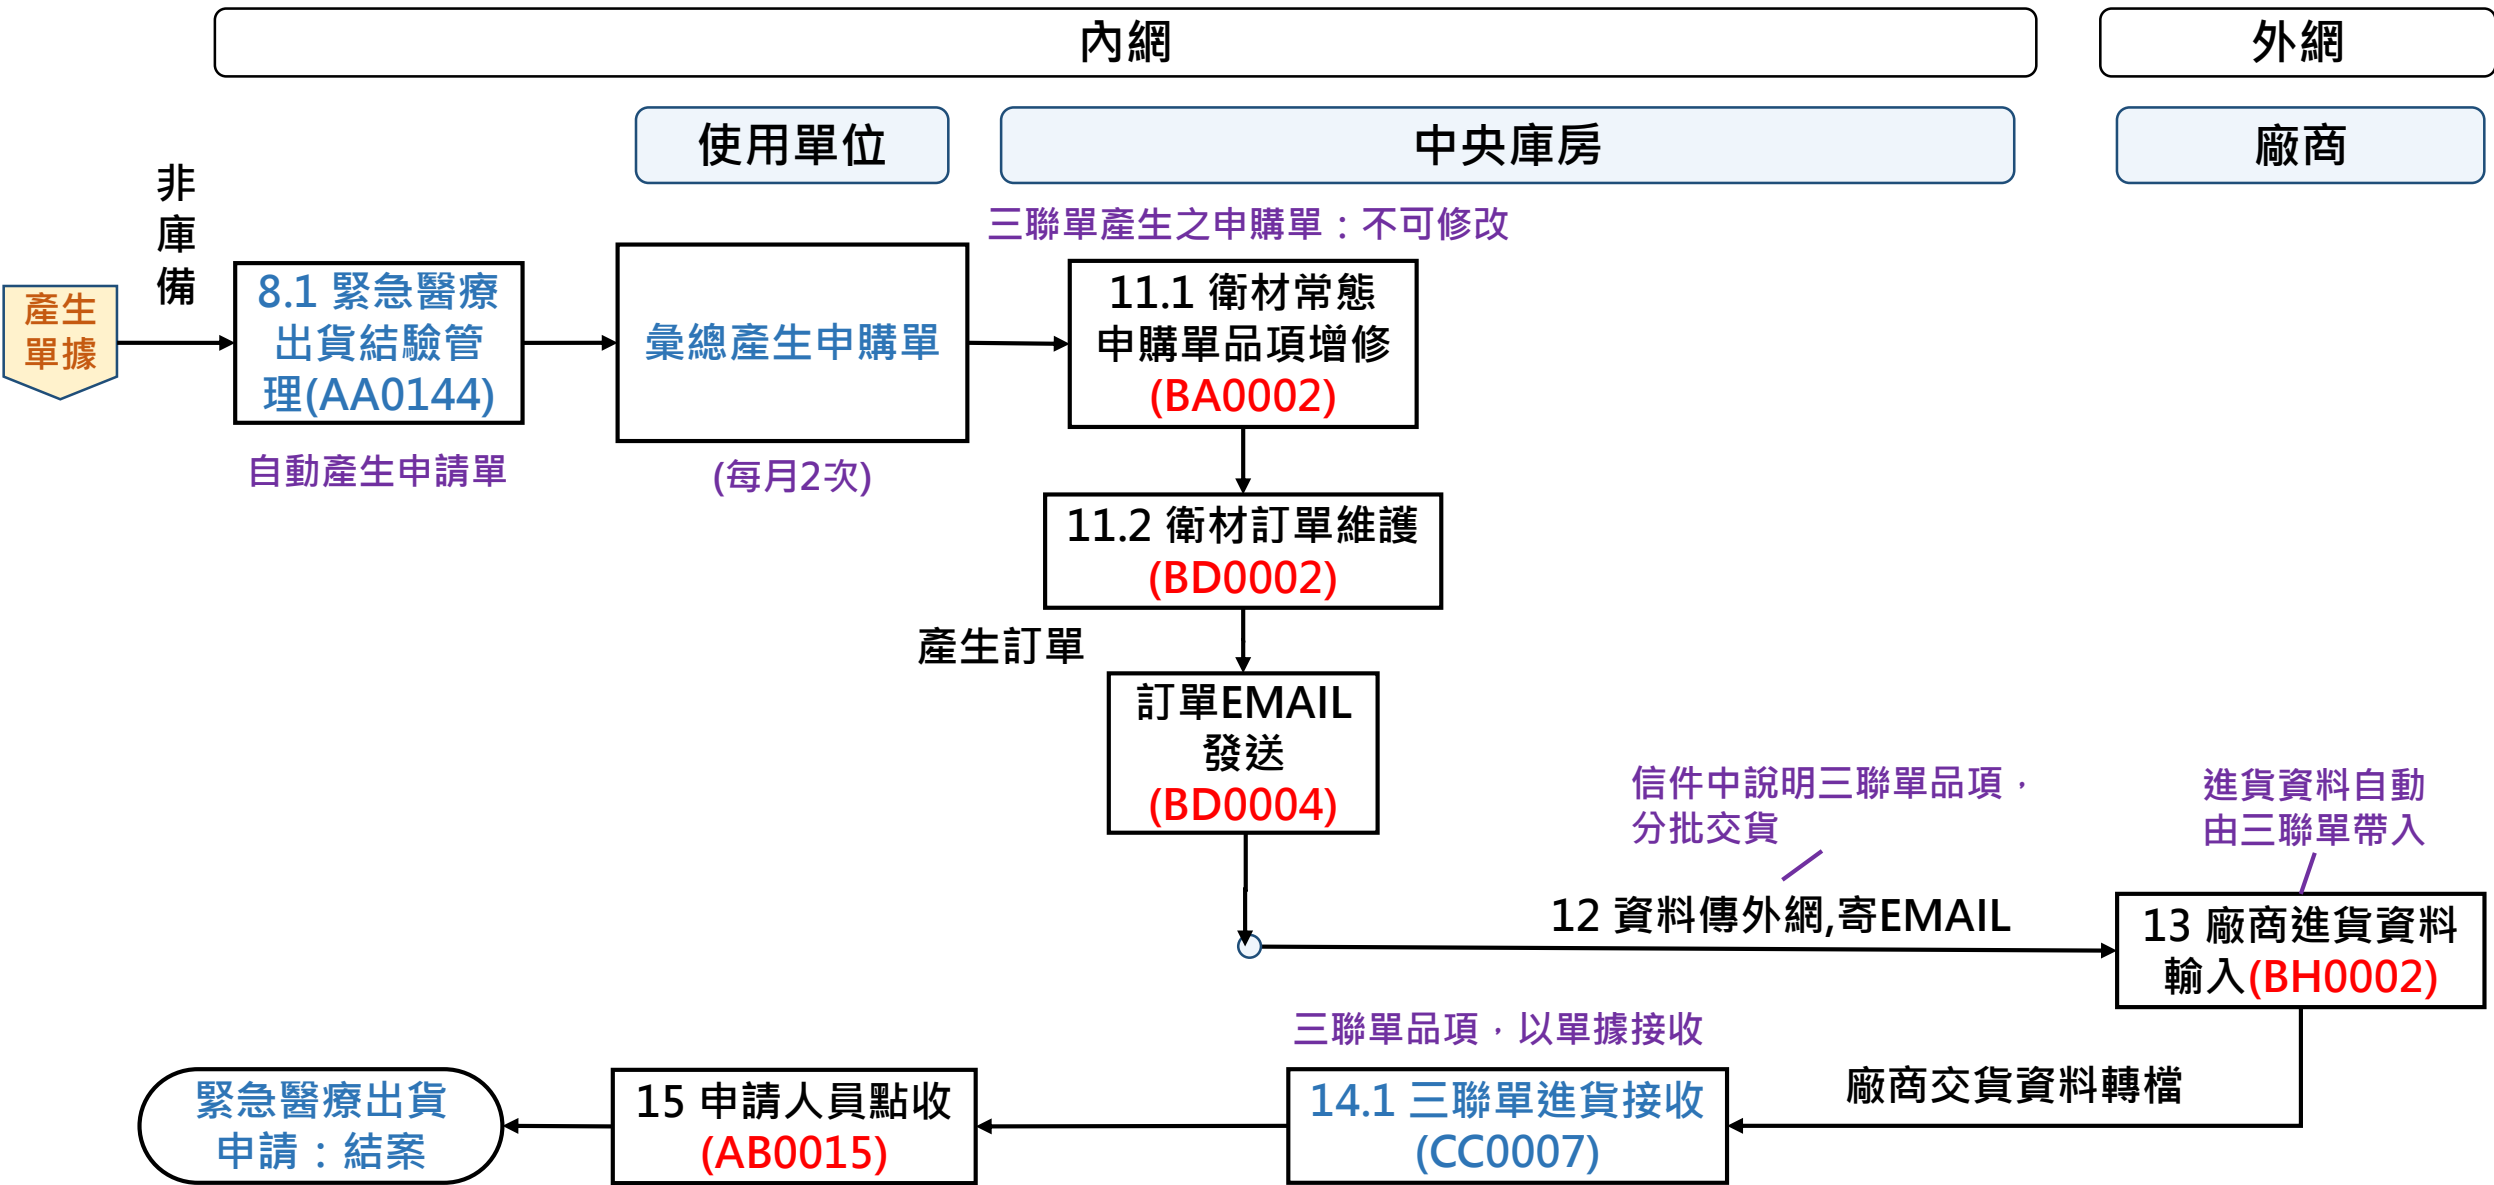 內網
外網
使用單位
中央庫房
廠商
非
庫
備
三聯單產生之申購單：不可修改
產生
單據
8.1 緊急醫療
出貨結驗管
理(AA0144)
自動產生申請單
彙總產生申購單
(每月2次)
11.1 衛材常態
申購單品項增修
(BA0002)
11.2 衛材訂單維護
(BD0002)
產生訂單
訂單EMAIL
發送
(BD0004)
信件中說明三聯單品項，
分批交貨
進貨資料自動
由三聯單帶入
12 資料傳外網,寄EMAIL
13 廠商進貨資料
輸入(BH0002)
三聯單品項，以單據接收
廠商交貨資料轉檔
14.1 三聯單進貨接收
(CC0007)
15 申請人員點收
(AB0015)
緊急醫療出貨
申請：結案